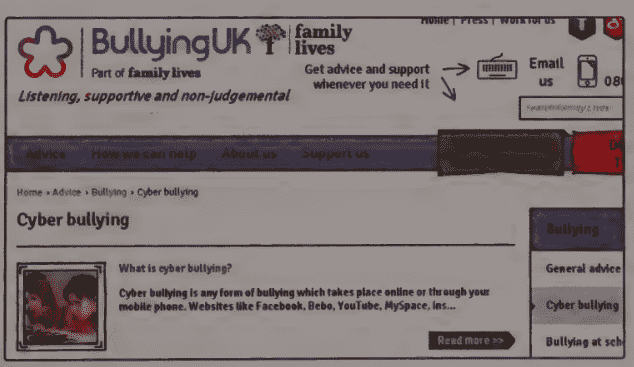 Home | Press | Work for us
BullyingUK
family
lives
Part of family lives
Get advice and support
whenever you need it
Email
us
080
Listening, supportive and non-judgemental
Advice
How we can help
About us
Support us
Home › Advice › Bullying › Cyber bullying
Cyber bullying
Bullying
What is cyber bullying?
General advice
Cyber bullying is any form of bullying which takes place online or through your
mobile phone. Websites like Facebook, Bebo, YouTube, MySpace, Ins...
Cyber bullying
Read more >>
Bullying at sch